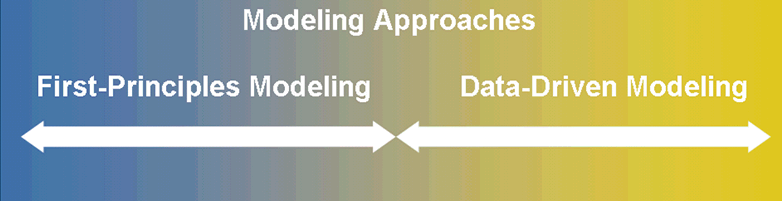 Modeling Approaches
First-Principles Modeling Data-Driven Modeling